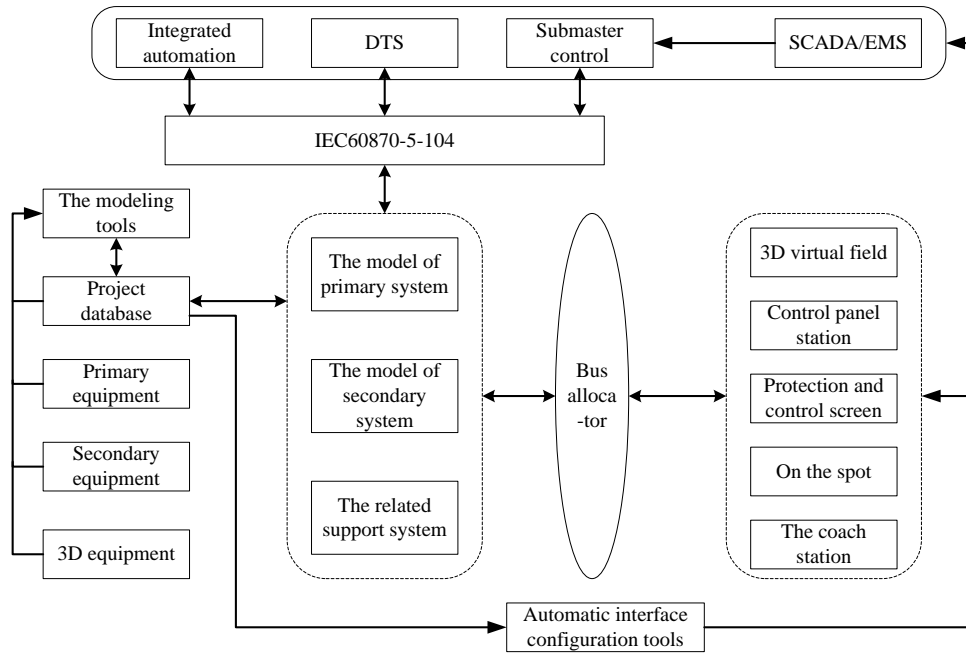 Integrated
automation
DTS
Submaster
control
SCADA/EMS
IEC60870-5-104
The modeling
tools
Project
database
Primary
equipment
Secondary
equipment
3D equipment
The model of
primary system
The model of
secondary
system
The related
support system
Bus
alloca
-tor
3D virtual field
Control panel
station
Protection and
control screen
On the spot
The coach
station
Automatic interface
configuration tools